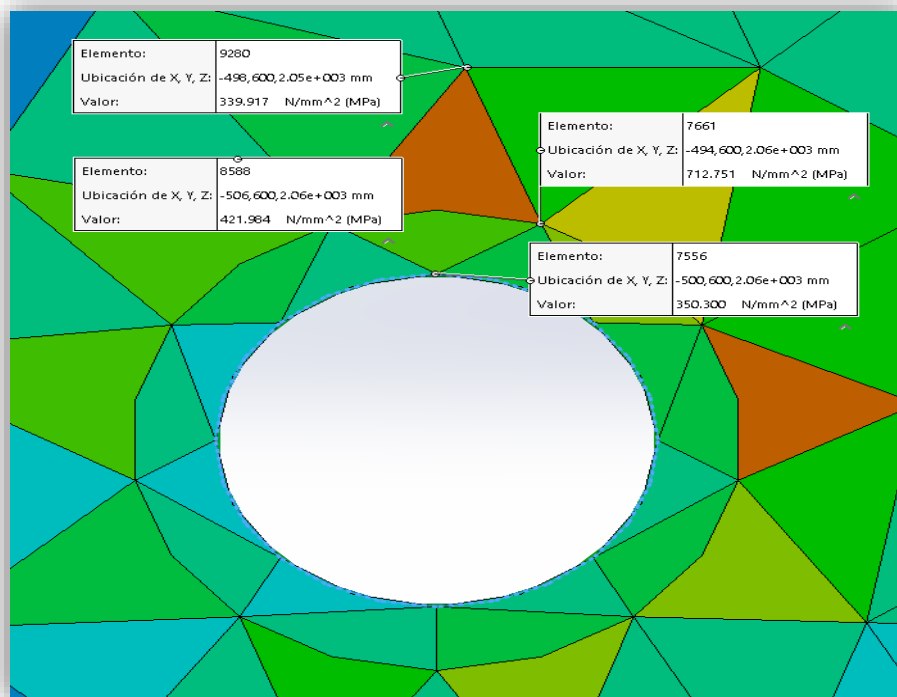 Elemento: 9280
Ubicación de X, Y, Z: -498,600,2.05e+003 mm
Valor: 339.917 N/mm^2 (MPa)
Elemento: 7661
Ubicación de X, Y, Z: -494,600,2.06e+003 mm
Valor: 712.751 N/mm^2 (MPa)
Elemento: 8588
Ubicación de X, Y, Z: -506,600,2.06e+003 mm
Valor: 421.984 N/mm^2 (MPa)
Elemento: 7556
Ubicación de X, Y, Z: -500,600,2.06e+003 mm
Valor: 350.300 N/mm^2 (MPa)